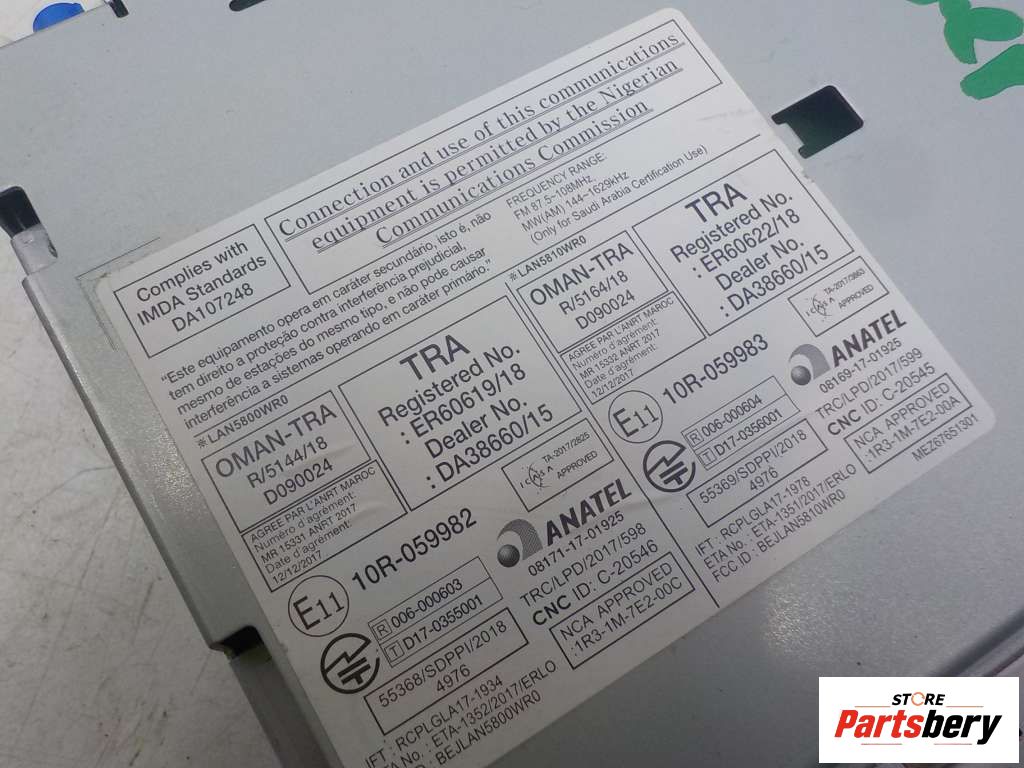 Complies with
IMDA Standards
DA107248
Connection and use of this communications
equipment is permitted by the Nigerian
Communications Commission
"Este equipamento opera em caráter secundário, isto é, não
tem direito a proteção contra interferência prejudicial,
mesmo de estações do mesmo tipo, e não pode causar
interferência a sistemas operando em caráter primário."
FREQUENCY RANGE:
FM 87.5~108MHz
MW(AM) 144~1629kHz
(Only for Saudi Arabia Certification Use)
*LAN5800WR0
OMAN-TRA
R/5144/18
D090024
TRA
Registered No.
: ER60619/18
Dealer No.
: DA38660/15
AGREE PAR L'ANRT MAROC
Numéro d'agrément:
MR 15331 ANRT 2017
Date d'agrément:
12/12/2017
TA-2017/2825
APPROVED
E11
10R-059982
ANATEL
08171-17-01925
R 006-000603
T D17-0355001
TRC/LPD/2017/598
CNC ID: C-20546
55368/SDPPI/2018
4976
NCA APPROVED
:1R3-1M-7E2-00C
IFT : RCPLGLA17-1934
ETA No : ETA-1352/2017/ERLO
: BEJLAN5800WR0
*LAN5810WR0
OMAN-TRA
R/5164/18
D090024
TRA
Registered No.
: ER60622/18
Dealer No.
: DA38660/15
AGREE PAR L'ANRT MAROC
Numéro d'agrément:
MR 15332 ANRT 2017
Date d'agrément:
12/12/2017
APPROVED
E11
10R-059983
ANATEL
08169-17-01925
R 006-000604
T D17-0356001
TRC/LPD/2017/599
CNC ID: C-20545
55369/SDPPI/2018
4976
NCA APPROVED
:1R3-1M-7E2-00A
IFT : RCPLGLA17-1978
ETA No : ETA-1351/2017/ERLO
FCC ID : BEJLAN5810WR0
MEZ67651301
STORE
Partsbery